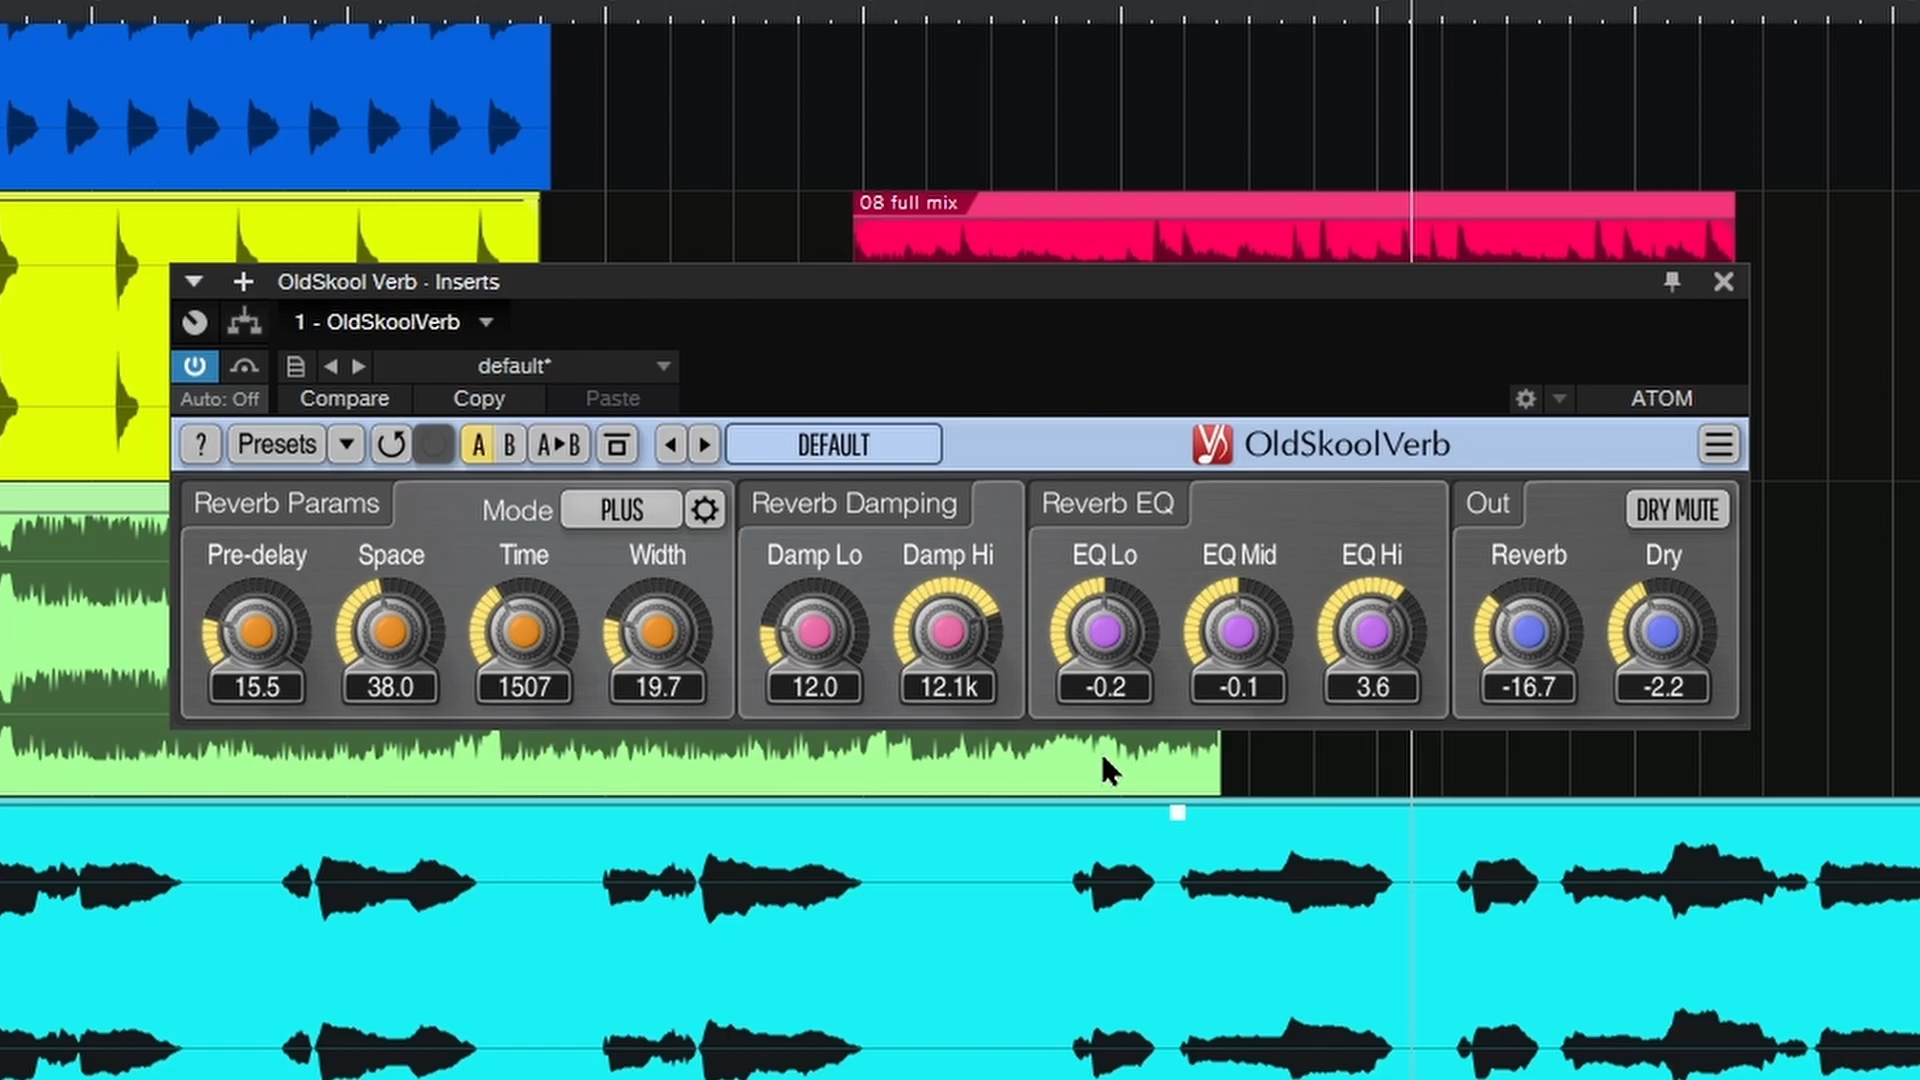 08 full mix
OldSkool Verb - Inserts
1 - OldSkoolVerb
default*
Auto: Off Compare Copy Paste ATOM
? Presets A B A▸B DEFAULT OldSkoolVerb
Reverb Params Mode PLUS Reverb Damping Reverb EQ Out DRY MUTE
Pre-delay Space Time Width Damp Lo Damp Hi EQ Lo EQ Mid EQ Hi Reverb Dry
15.5 38.0 1507 19.7 12.0 12.1k -0.2 -0.1 3.6 -16.7 -2.2